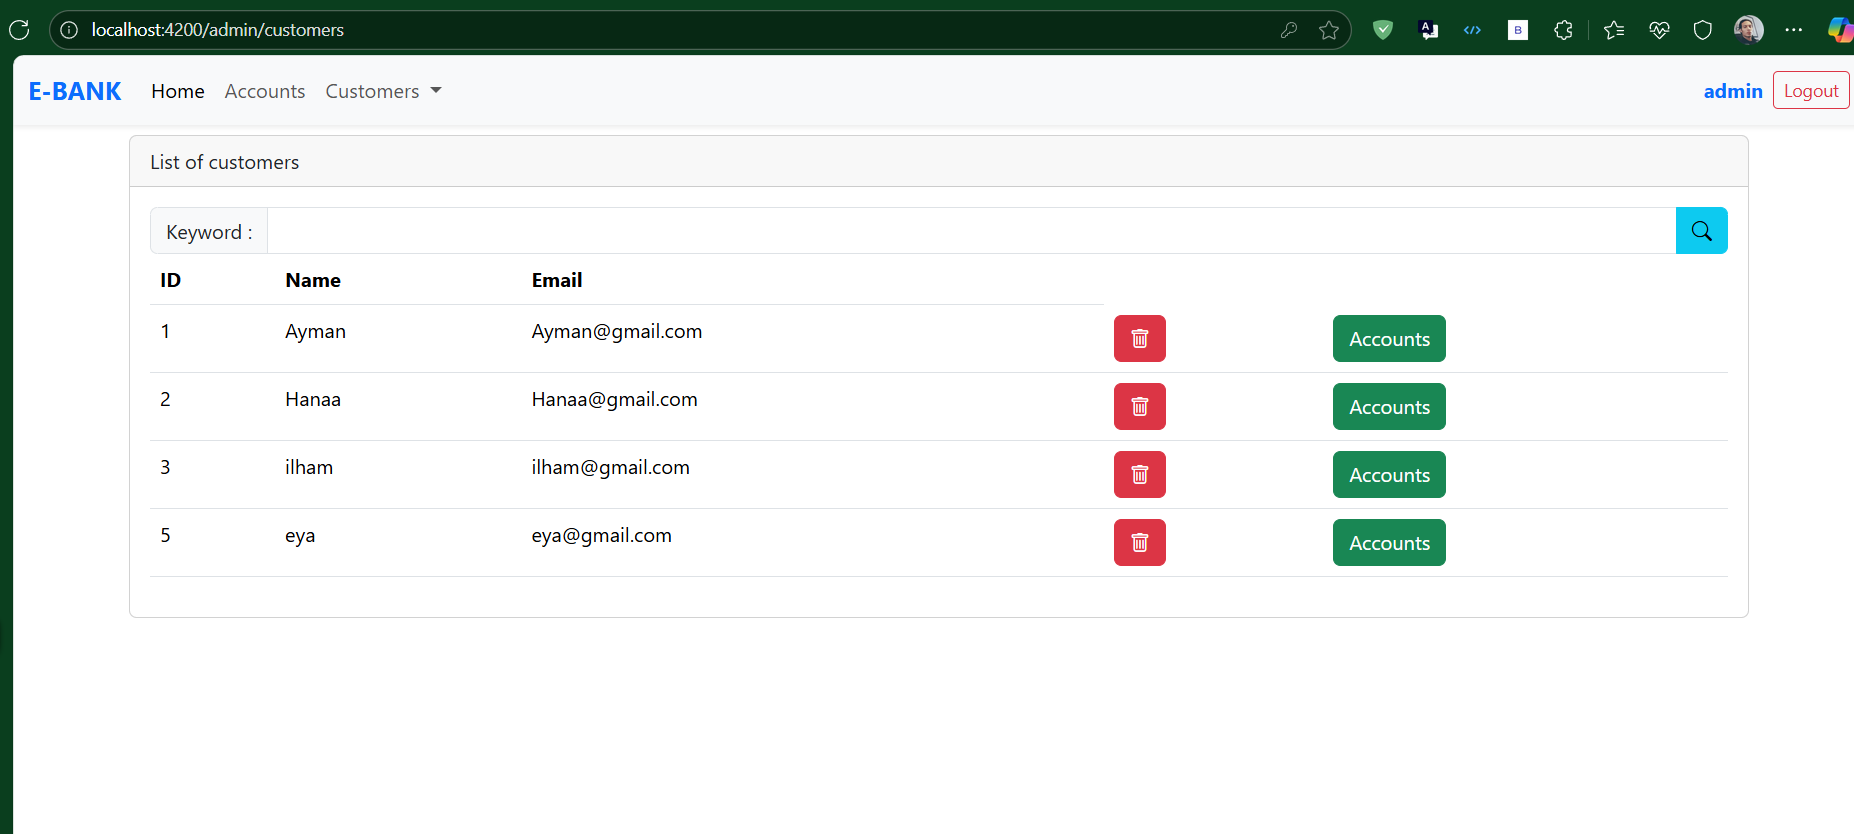 localhost:4200/admin/customers
E-BANK Home Accounts Customers admin Logout
List of customers
Keyword :
ID Name Email
1 Ayman Ayman@gmail.com Accounts
2 Hanaa Hanaa@gmail.com Accounts
3 ilham ilham@gmail.com Accounts
5 eya eya@gmail.com Accounts